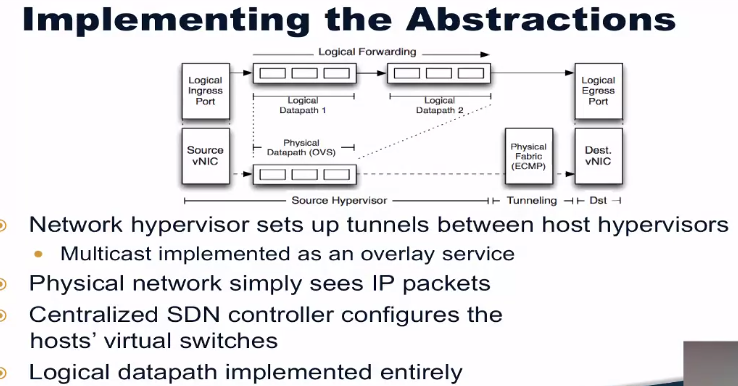 Implementing the Abstractions
Logical Forwarding
Logical
Ingress
Port
Logical
Datapath 1
Logical
Datapath 2
Logical
Egress
Port
Source
vNIC
Physical
Datapath (OVS)
Physical
Fabric
(ECMP)
Dest.
vNIC
Source Hypervisor
Tunneling
Dst
Network hypervisor sets up tunnels between host hypervisors
Multicast implemented as an overlay service
Physical network simply sees IP packets
Centralized SDN controller configures the
hosts' virtual switches
Logical datapath implemented entirely